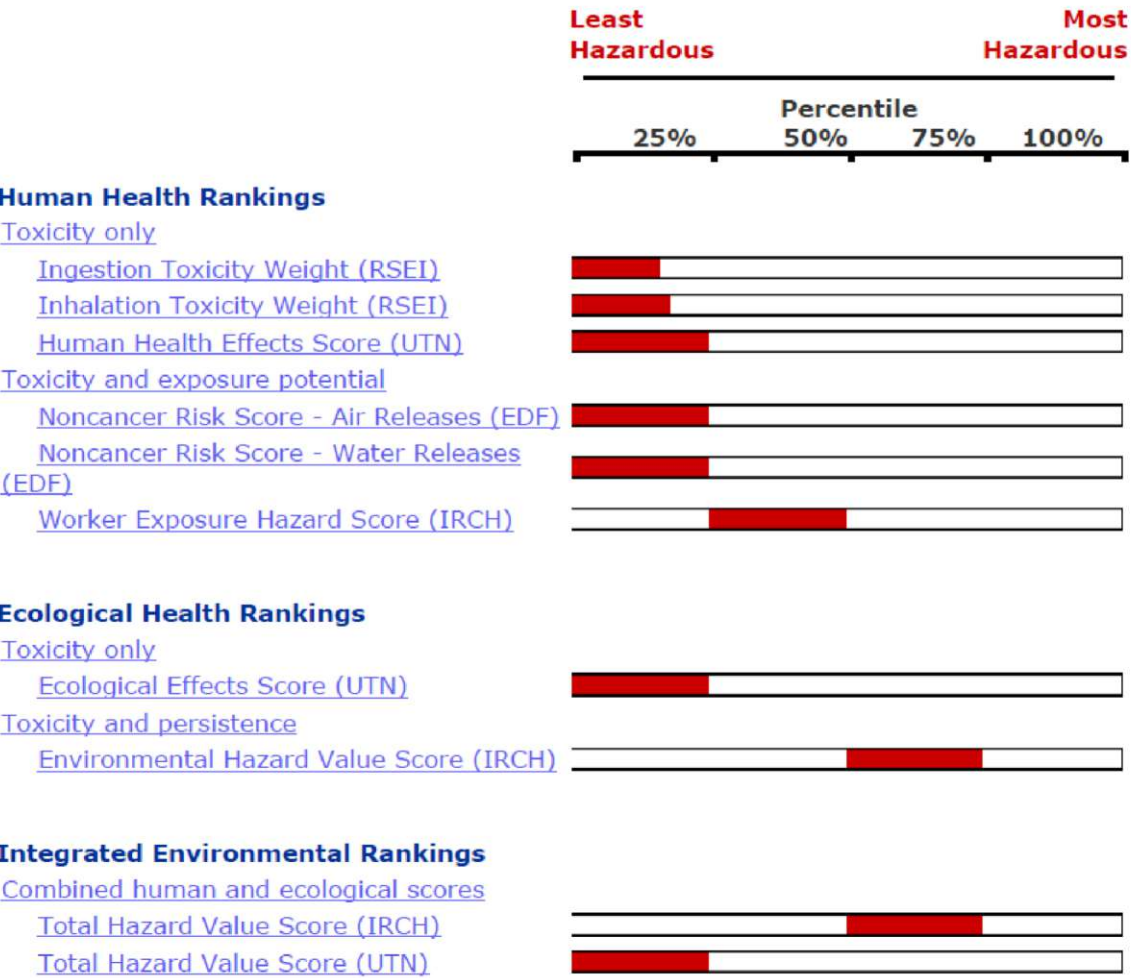 Least Most
Hazardous Hazardous
Percentile
25% 50% 75% 100%
Human Health Rankings
Toxicity only
Ingestion Toxicity Weight (RSEI)
Inhalation Toxicity Weight (RSEI)
Human Health Effects Score (UTN)
Toxicity and exposure potential
Noncancer Risk Score - Air Releases (EDF)
Noncancer Risk Score - Water Releases
(EDF)
Worker Exposure Hazard Score (IRCH)
Ecological Health Rankings
Toxicity only
Ecological Effects Score (UTN)
Toxicity and persistence
Environmental Hazard Value Score (IRCH)
Integrated Environmental Rankings
Combined human and ecological scores
Total Hazard Value Score (IRCH)
Total Hazard Value Score (UTN)